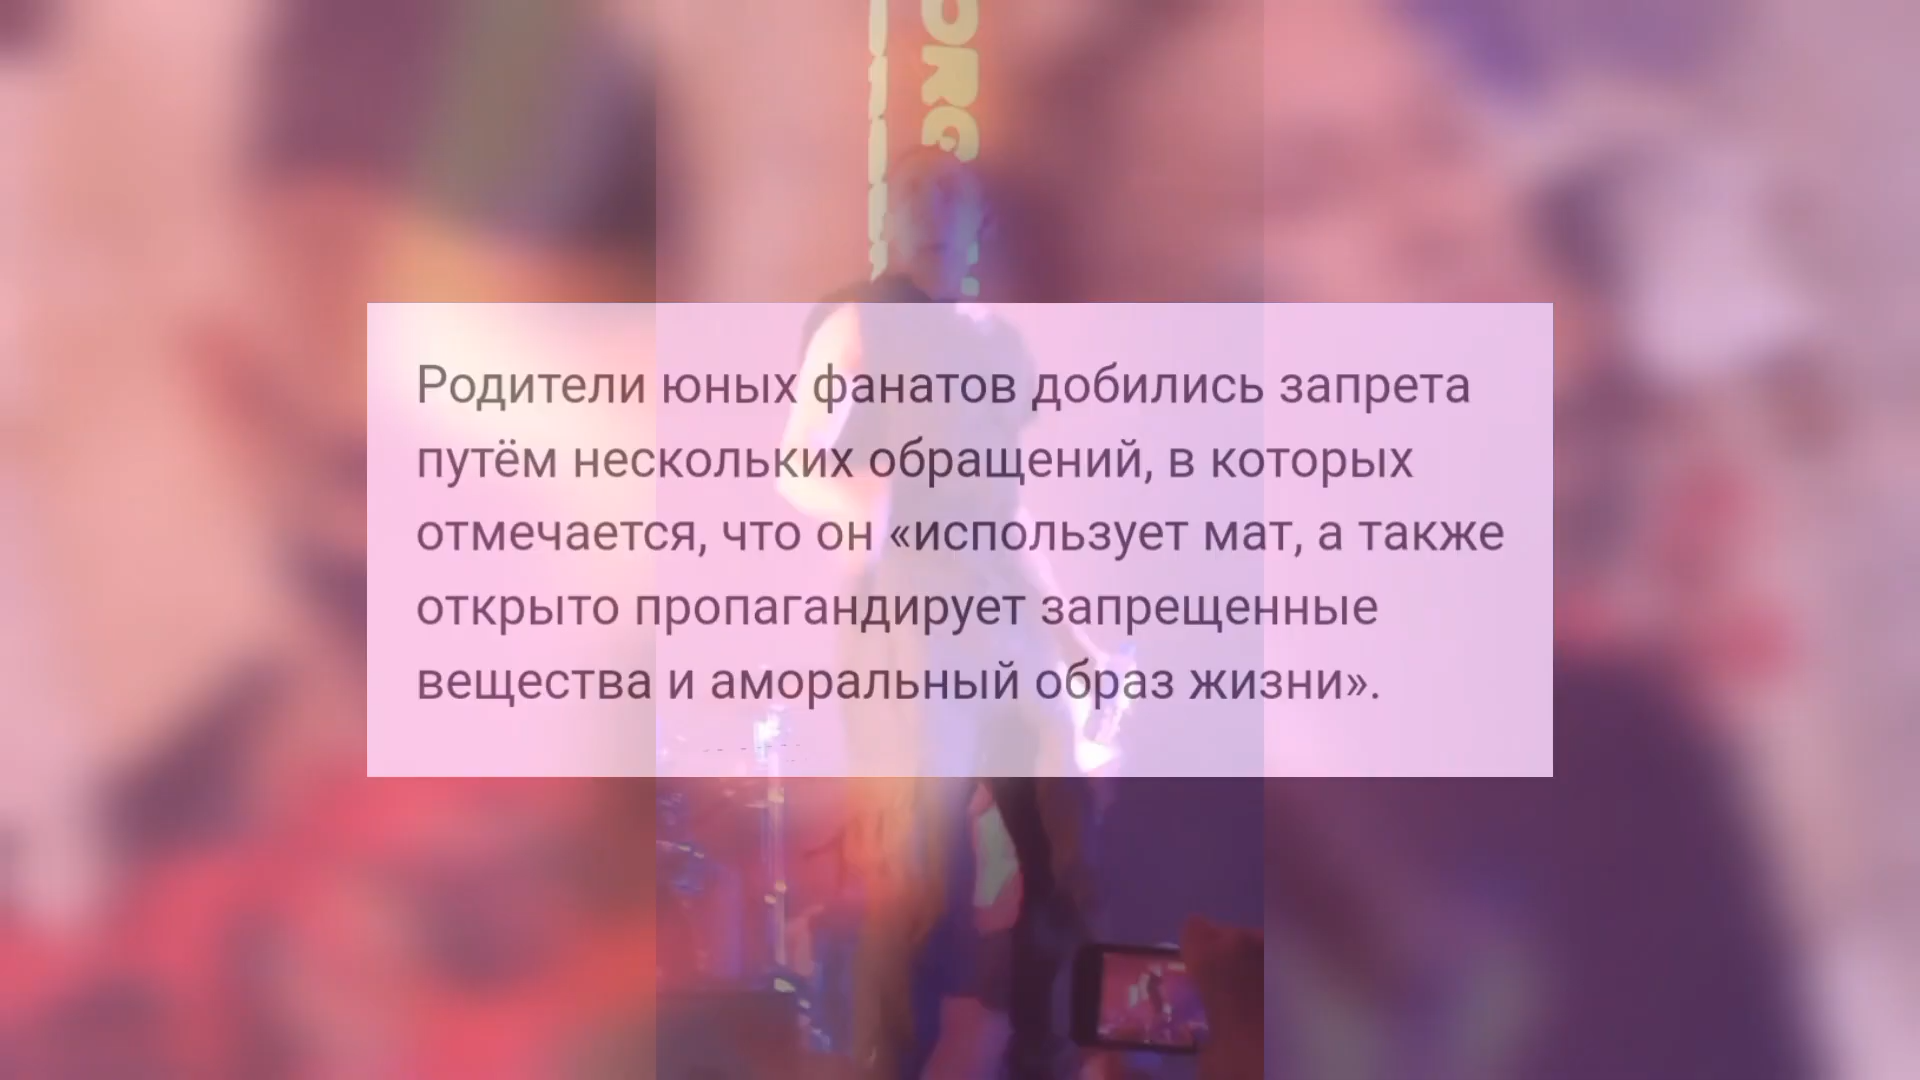 ORG
Родители юных фанатов добились запрета
путём нескольких обращений, в которых
отмечается, что он «использует мат, а также
открыто пропагандирует запрещенные
вещества и аморальный образ жизни».